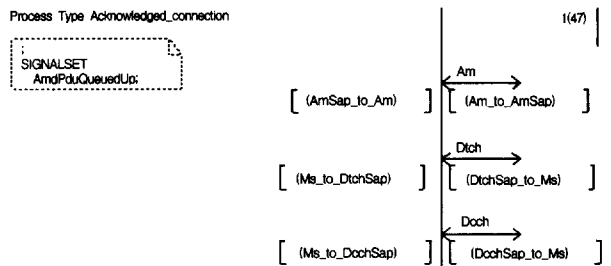 Process Type Acknowledged_connection
1(47)
;
SIGNALSET
AmdPduQueuedUp;
Am
[ (AmSap_to_Am) ] [ (Am_to_AmSap) ]
Dtch
[ (Ms_to_DtchSap) ] [ (DtchSap_to_Ms) ]
Dcch
[ (Ms_to_DcchSap) ] [ (DcchSap_to_Ms) ]